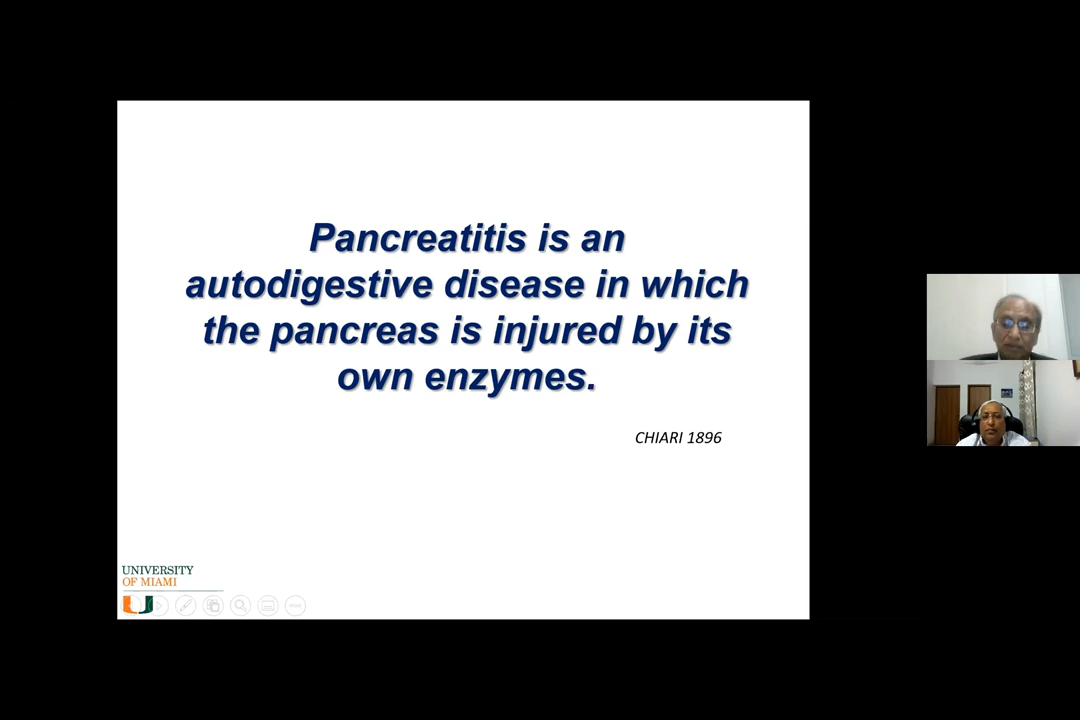 Pancreatitis is an
autodigestive disease in which
the pancreas is injured by its
own enzymes.
CHIARI 1896
UNIVERSITY
OF MIAMI